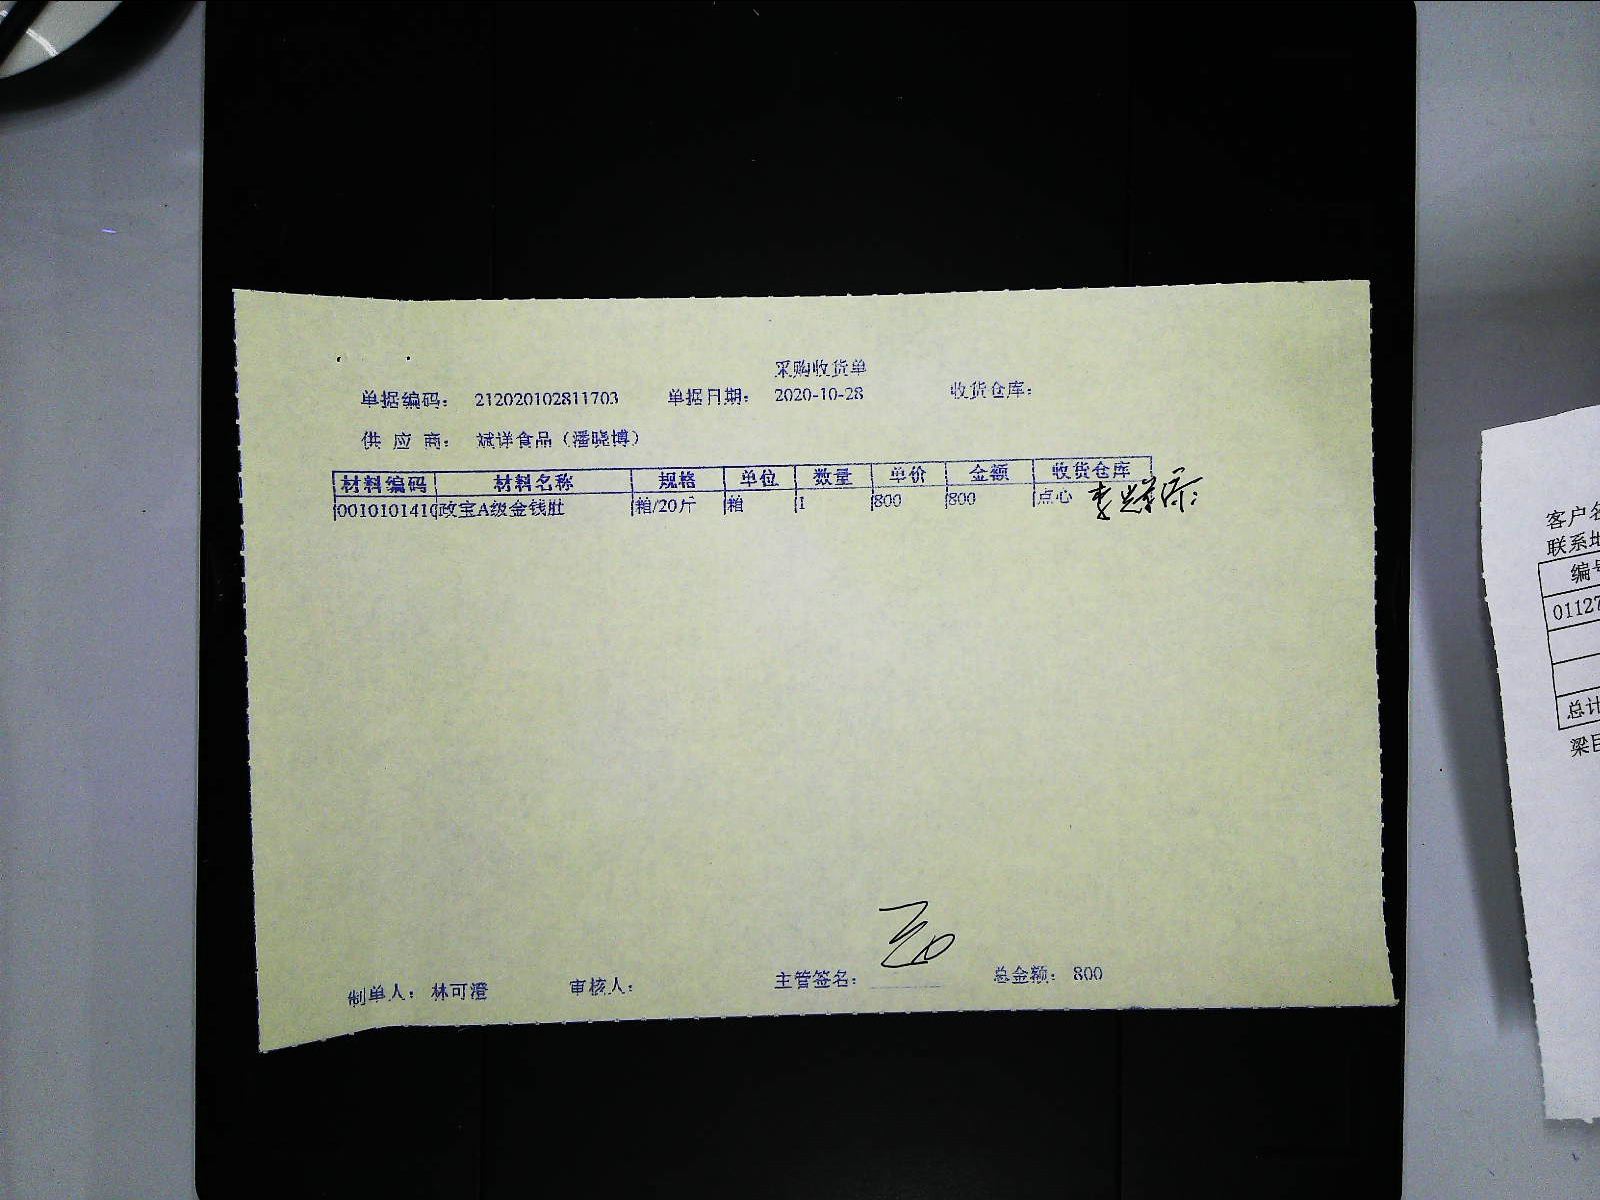 采购收货单
单据编码： 212020102811703 单据日期： 2020-10-28 收货仓库：
供 应 商： 斌详食品（潘晓博）
材料编码 材料名称 规格 单位 数量 单价 金额 收货仓库
0010101410 政宝A级金钱肚 箱/20斤 箱 1 800 800 点心
制单人： 林可澄 审核人： 主管签名： 总金额： 800
客户名
联系地
编号
01127
总计
梁